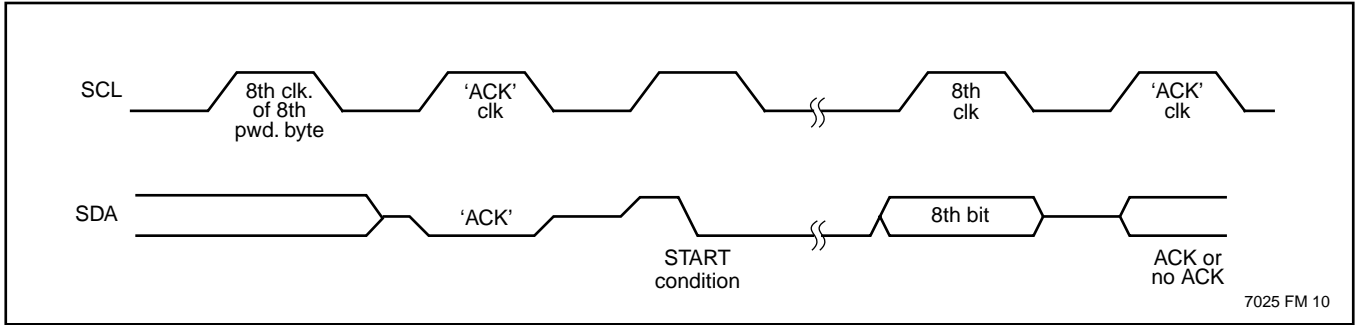 SCL
8th clk.
of 8th
pwd. byte
‘ACK’
clk
8th
clk
‘ACK’
clk
SDA
‘ACK’
START
condition
8th bit
ACK or
no ACK
7025 FM 10